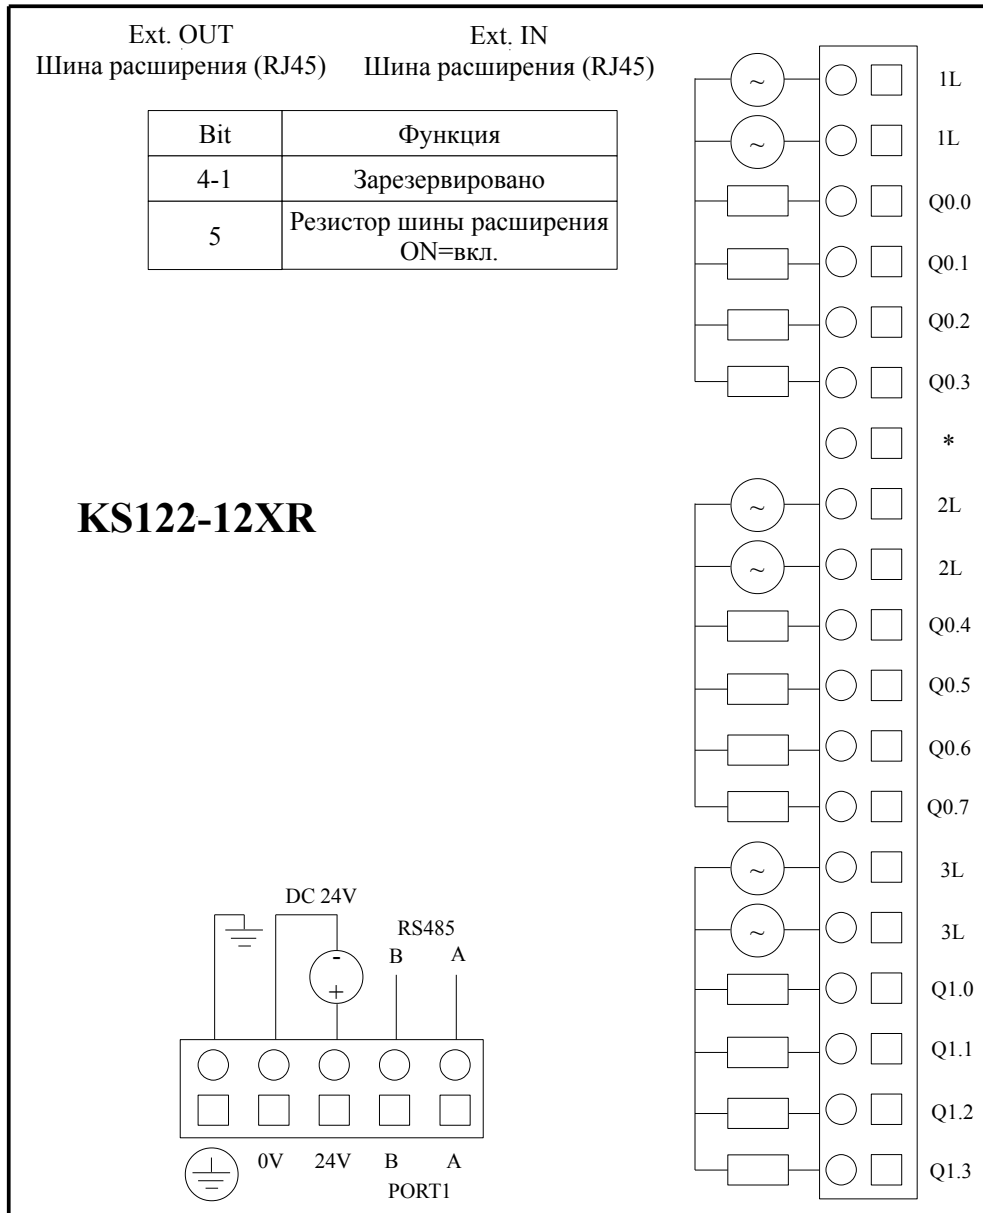 Ext. OUT
Шина расширения (RJ45)
Ext. IN
Шина расширения (RJ45)
Bit Функция
4-1 Зарезервировано
5 Резистор шины расширения
ON=вкл.
KS122-12XR
~ 1L
~ 1L
Q0.0
Q0.1
Q0.2
Q0.3
*
~ 2L
~ 2L
Q0.4
Q0.5
Q0.6
Q0.7
~ 3L
~ 3L
Q1.0
Q1.1
Q1.2
Q1.3
DC 24V
RS485
B A
-
+
0V 24V B A
PORT1